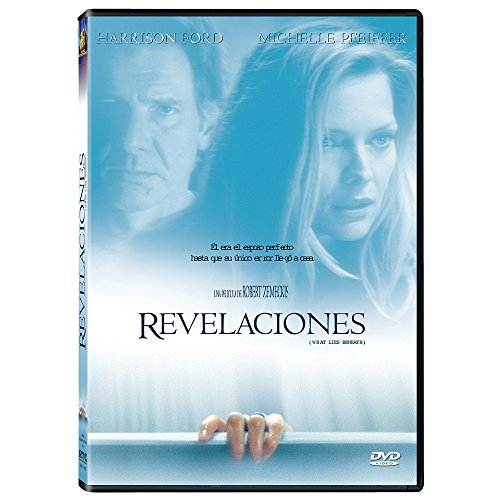 HARRISON FORD MICHELLE PFEIFFER
Él era el esposo perfecto
hasta que su único error llegó a casa
UNA PELÍCULA DE ROBERT ZEMECKIS
REVELACIONES
(WHAT LIES BENEATH)
DVD
VIDEO
REVELACIONES